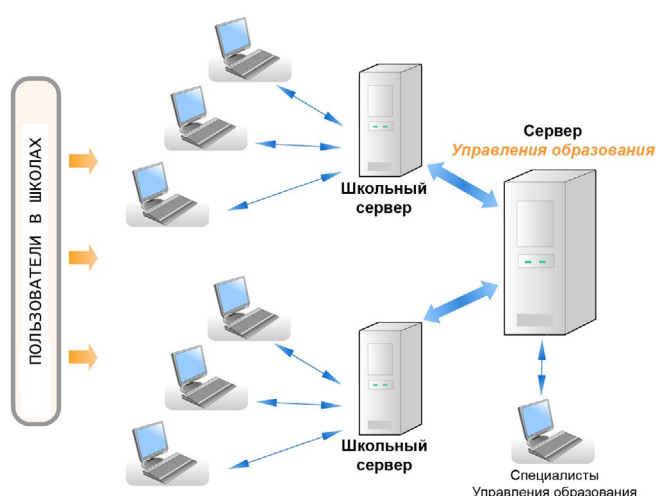 ПОЛЬЗОВАТЕЛИ В ШКОЛАХ
Школьный
сервер
Сервер
Управления образования
Школьный
сервер
Специалисты
Управления образования